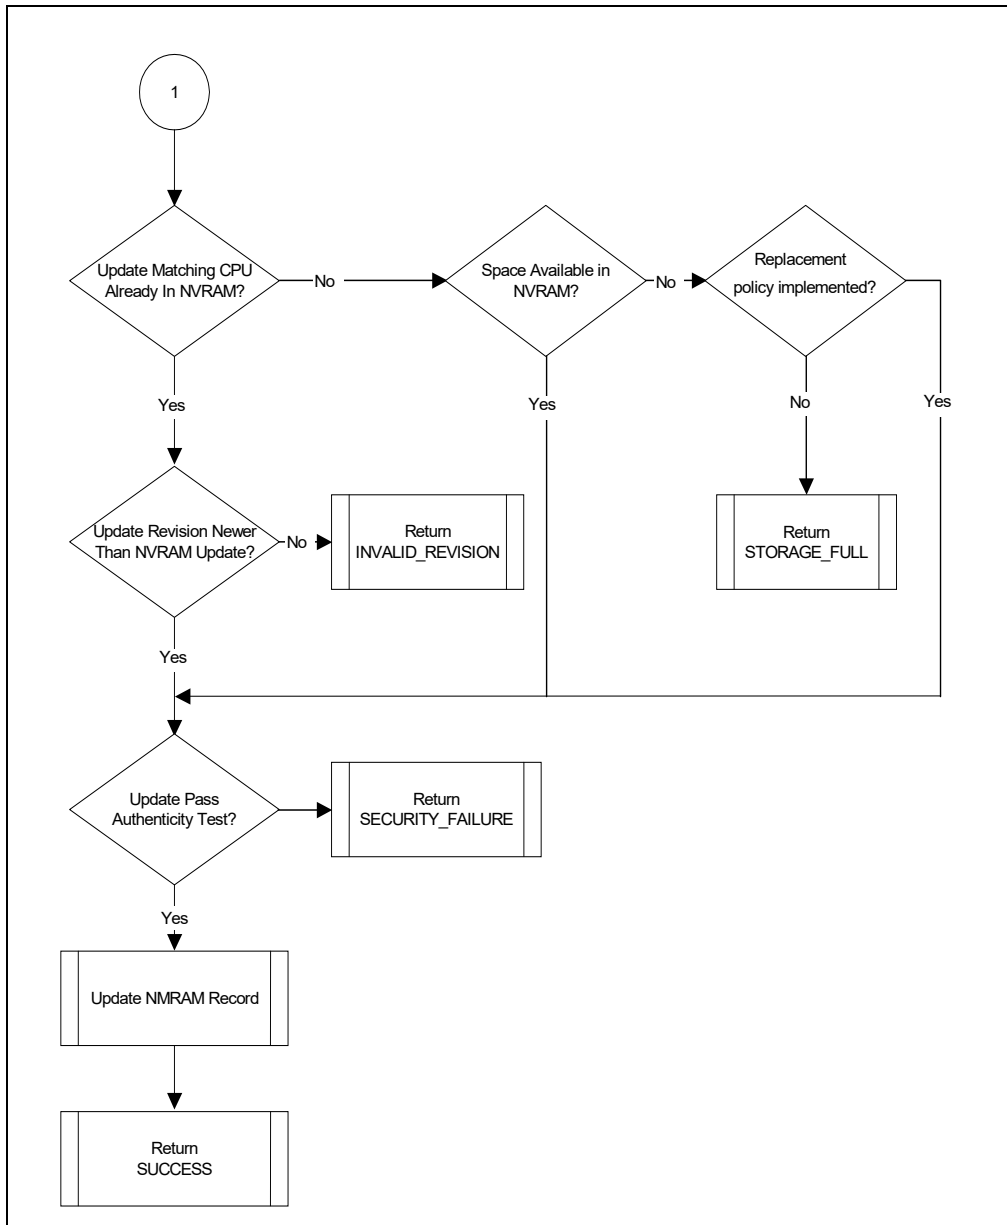 1
Update Matching CPU
Already In NVRAM?
No
Space Available in
NVRAM?
No
Replacement
policy implemented?
Yes
Yes
No
Yes
Update Revision Newer
Than NVRAM Update?
No
Return
INVALID_REVISION
Return
STORAGE_FULL
Yes
Update Pass
Authenticity Test?
Return
SECURITY_FAILURE
Yes
Update NMRAM Record
Return
SUCCESS